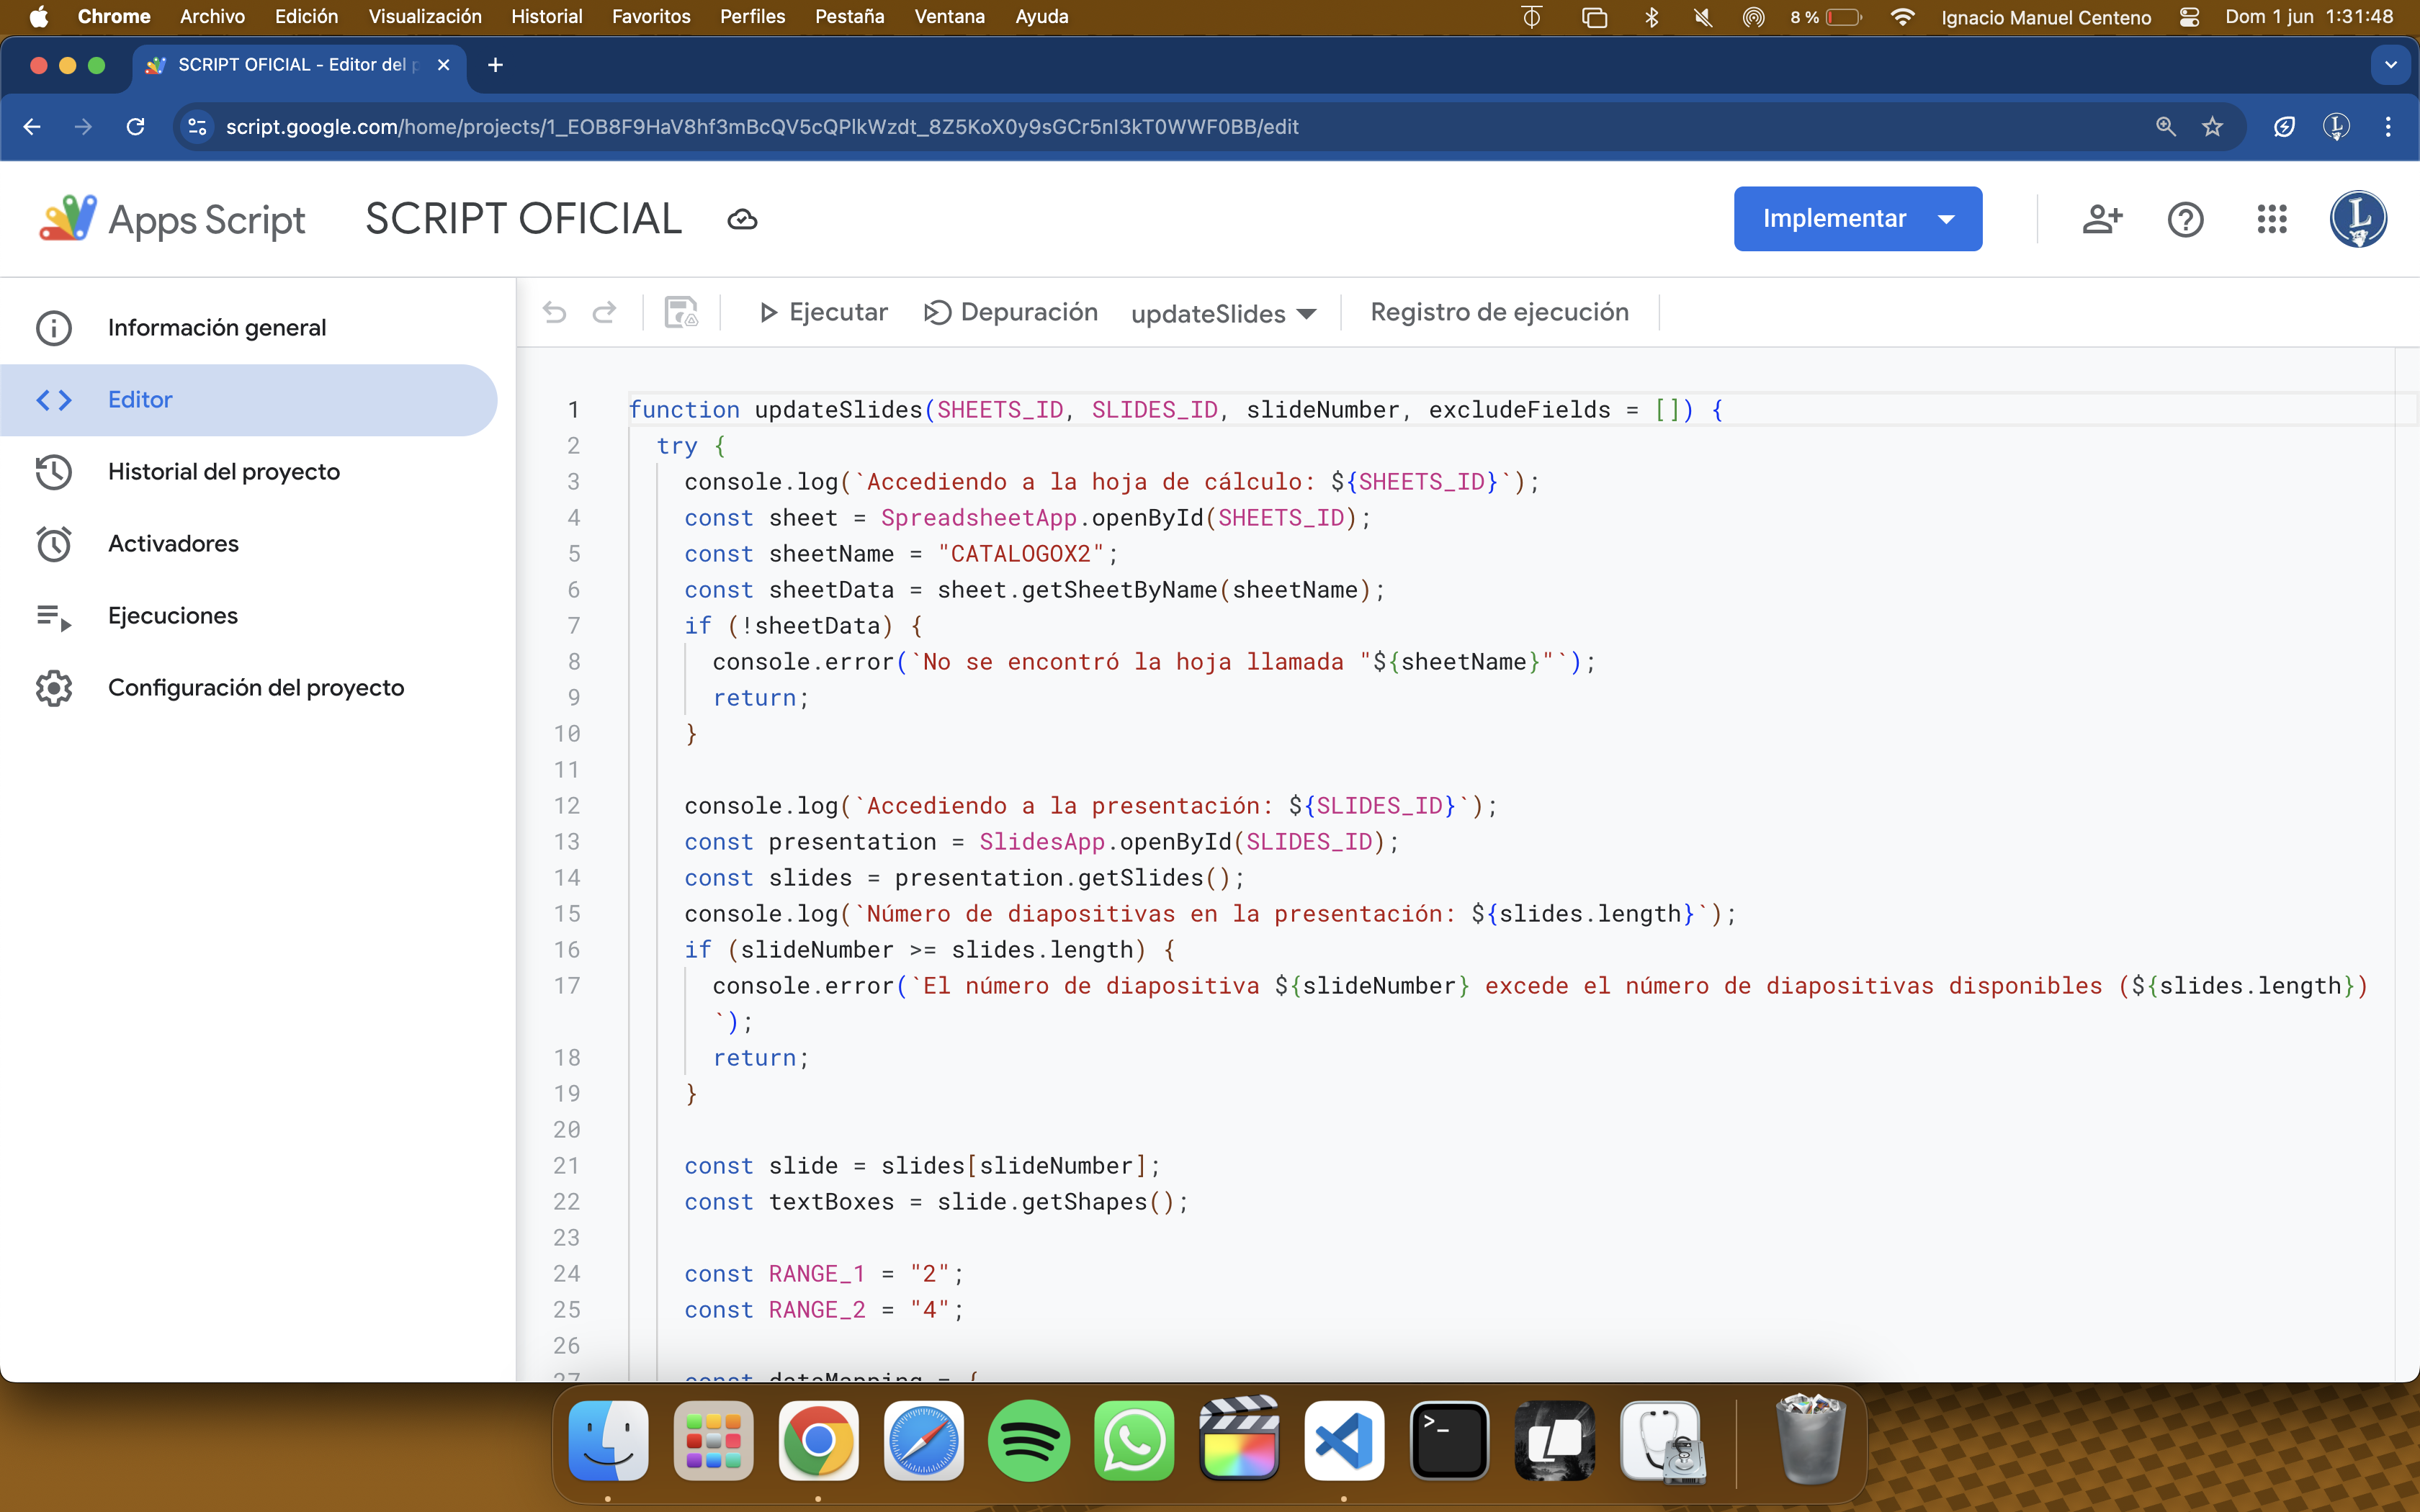 Chrome Archivo Edición Visualización Historial Favoritos Perfiles Pestaña Ventana Ayuda 8 % Ignacio Manuel Centeno Dom 1 jun 1:31:48
SCRIPT OFICIAL - Editor del p
script.google.com/home/projects/1_EOB8F9HaV8hf3mBcQV5cQPlkWzdt_8Z5KoX0y9sGCr5nI3kT0WWF0BB/edit
Apps Script SCRIPT OFICIAL Implementar
Información general
Editor
Historial del proyecto
Activadores
Ejecuciones
Configuración del proyecto
Ejecutar Depuración updateSlides Registro de ejecución
1 function updateSlides(SHEETS_ID, SLIDES_ID, slideNumber, excludeFields = []) {
2 try {
3 console.log(`Accediendo a la hoja de cálculo: ${SHEETS_ID}`);
4 const sheet = SpreadsheetApp.openById(SHEETS_ID);
5 const sheetName = "CATALOGOX2";
6 const sheetData = sheet.getSheetByName(sheetName);
7 if (!sheetData) {
8 console.error(`No se encontró la hoja llamada "${sheetName}"`);
9 return;
10 }
11
12 console.log(`Accediendo a la presentación: ${SLIDES_ID}`);
13 const presentation = SlidesApp.openById(SLIDES_ID);
14 const slides = presentation.getSlides();
15 console.log(`Número de diapositivas en la presentación: ${slides.length}`);
16 if (slideNumber >= slides.length) {
17 console.error(`El número de diapositiva ${slideNumber} excede el número de diapositivas disponibles (${slides.length})
`);
18 return;
19 }
20
21 const slide = slides[slideNumber];
22 const textBoxes = slide.getShapes();
23
24 const RANGE_1 = "2";
25 const RANGE_2 = "4";
26
27 const dataMapping = {